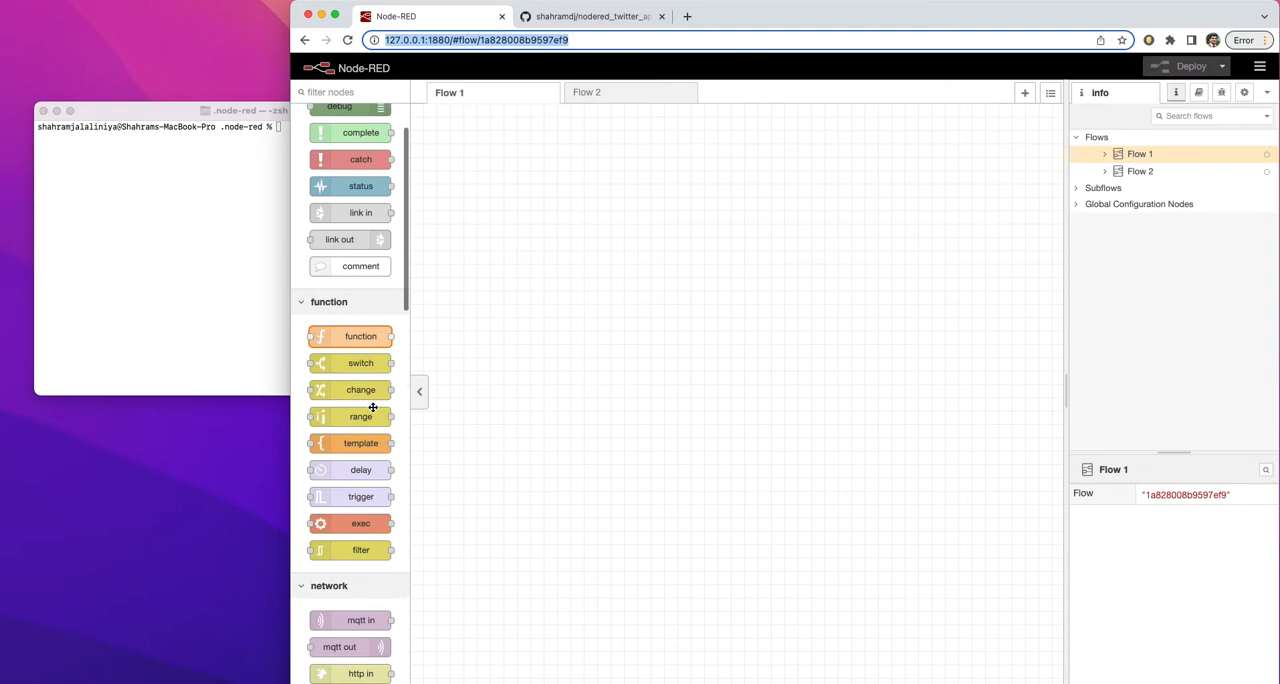 Node-RED
shahramdj/nodered_twitter_ap
127.0.0.1:1880/#flow/1a828008b9597ef9
Error
Node-RED
Deploy
filter nodes
Flow 1
Flow 2
info
.node-red — -zsh
shahramjalaliniya@Shahrams-MacBook-Pro .node-red %
debug
complete
catch
status
link in
link out
comment
function
function
switch
change
range
template
delay
trigger
exec
filter
network
mqtt in
mqtt out
http in
Search flows
Flows
Flow 1
Flow 2
Subflows
Global Configuration Nodes
Flow 1
Flow "1a828008b9597ef9"